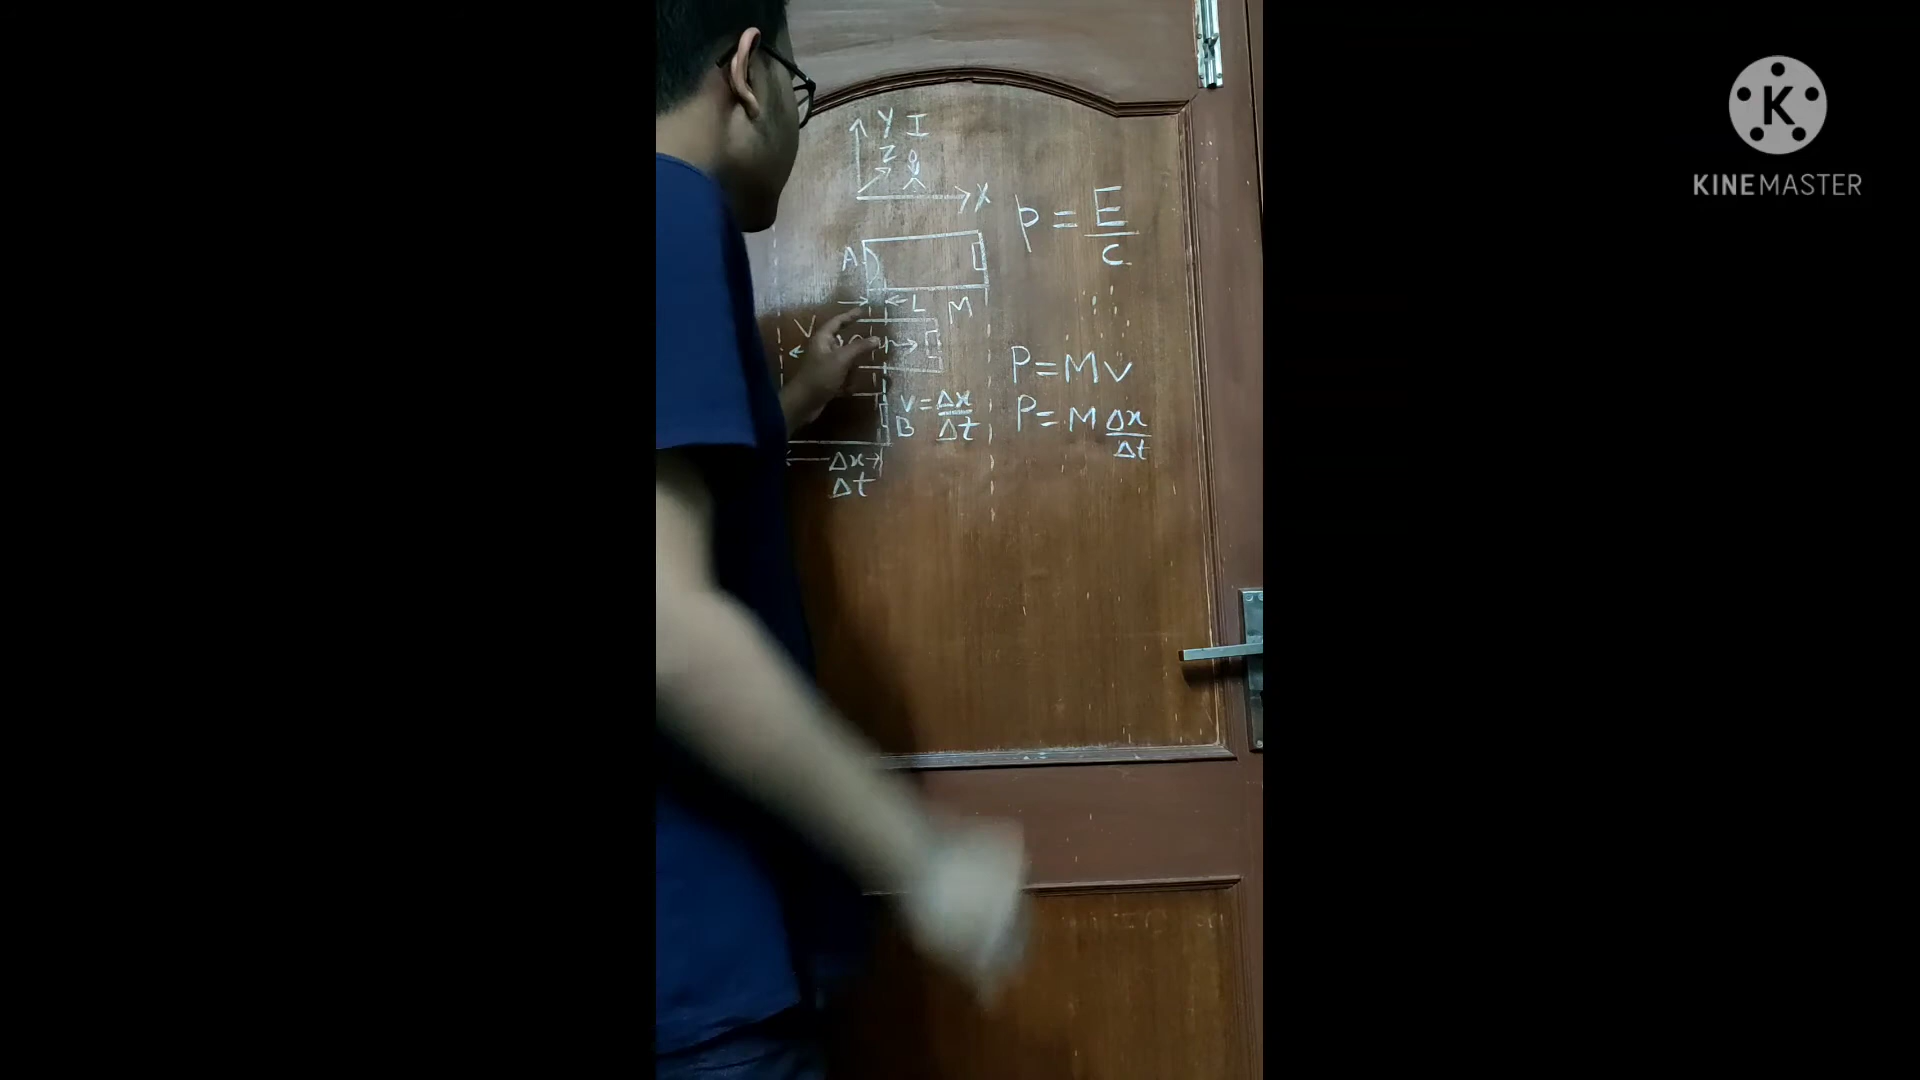 Y I
Z
X
p = E/c
A
L M
V
P = MV
V = Δx/Δt
P = M Δx/Δt
B
Δx
Δt
KINEMASTER